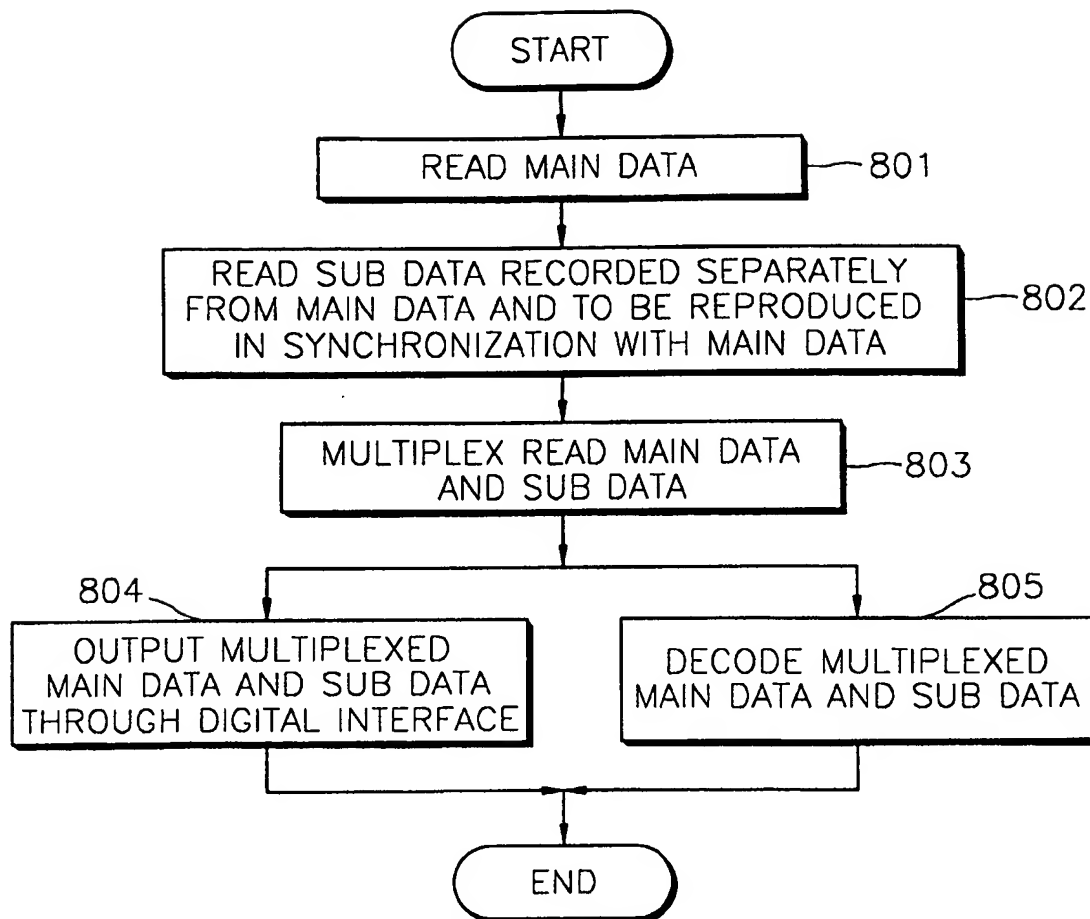 START
READ MAIN DATA
801
READ SUB DATA RECORDED SEPARATELY
FROM MAIN DATA AND TO BE REPRODUCED
IN SYNCHRONIZATION WITH MAIN DATA
802
MULTIPLEX READ MAIN DATA
AND SUB DATA
803
804
OUTPUT MULTIPLEXED
MAIN DATA AND SUB DATA
THROUGH DIGITAL INTERFACE
805
DECODE MULTIPLEXED
MAIN DATA AND SUB DATA
END